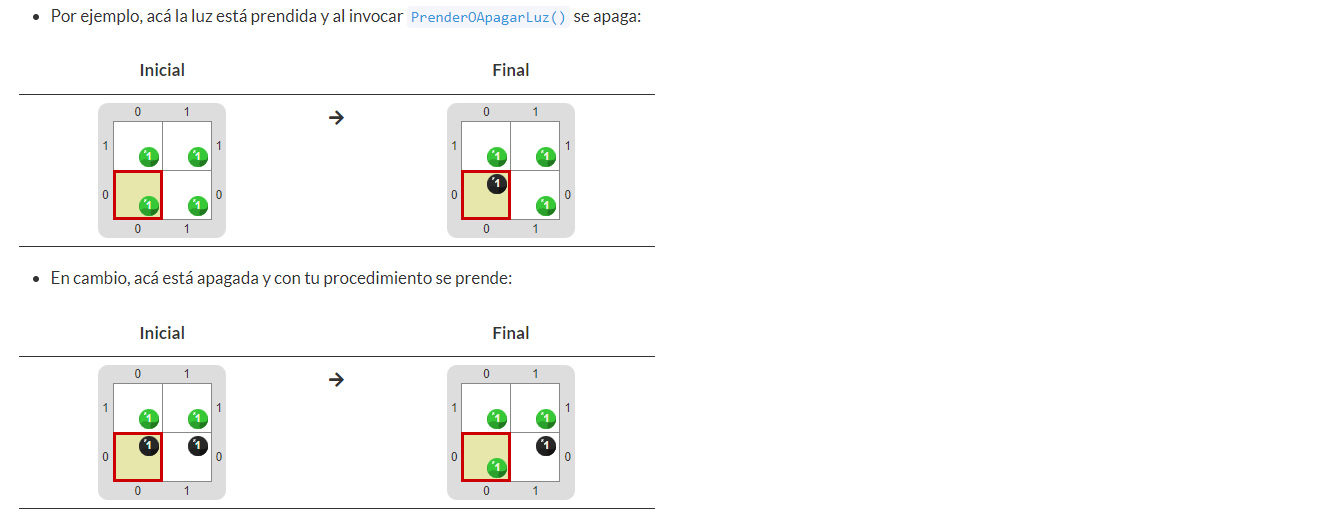 Por ejemplo, acá la luz está prendida y al invocar PrenderOApagarLuz() se apaga:
Inicial Final
0 1 0 1
1 1 1 1 1 1 1 1
1
0 0 0 0
1 1 1
0 1 0 1
En cambio, acá está apagada y con tu procedimiento se prende:
Inicial Final
0 1 0 1
1 1 1 1 1 1 1 1
1 1 1
0 0 0 0
1
0 1 0 1